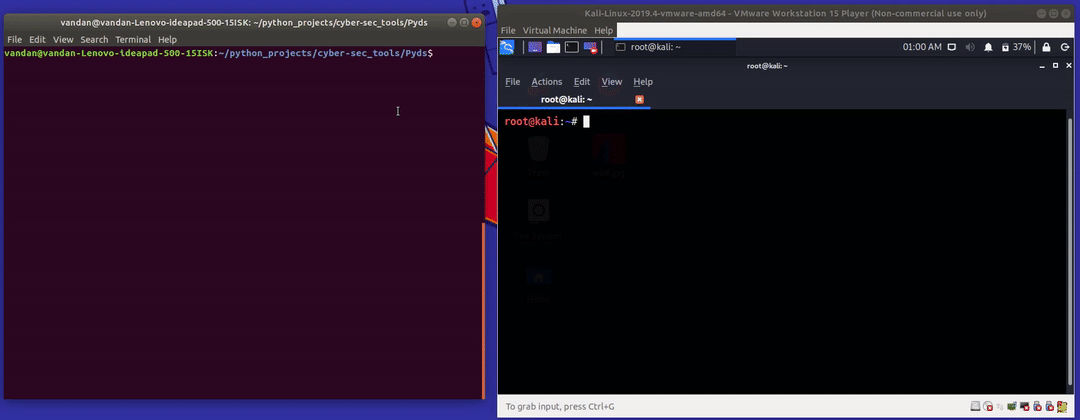 vandan@vandan-Lenovo-ideapad-500-15ISK: ~/python_projects/cyber-sec_tools/Pyds
File Edit View Search Terminal Help
vandan@vandan-Lenovo-ideapad-500-15ISK:~/python_projects/cyber-sec_tools/Pyds$
Kali-Linux-2019.4-vmware-amd64 - VMware Workstation 15 Player (Non-commercial use only)
File Virtual Machine Help
root@kali: ~ 01:00 AM 37%
root@kali: ~
File Actions Edit View Help
root@kali: ~
root@kali:~#
To grab input, press Ctrl+G